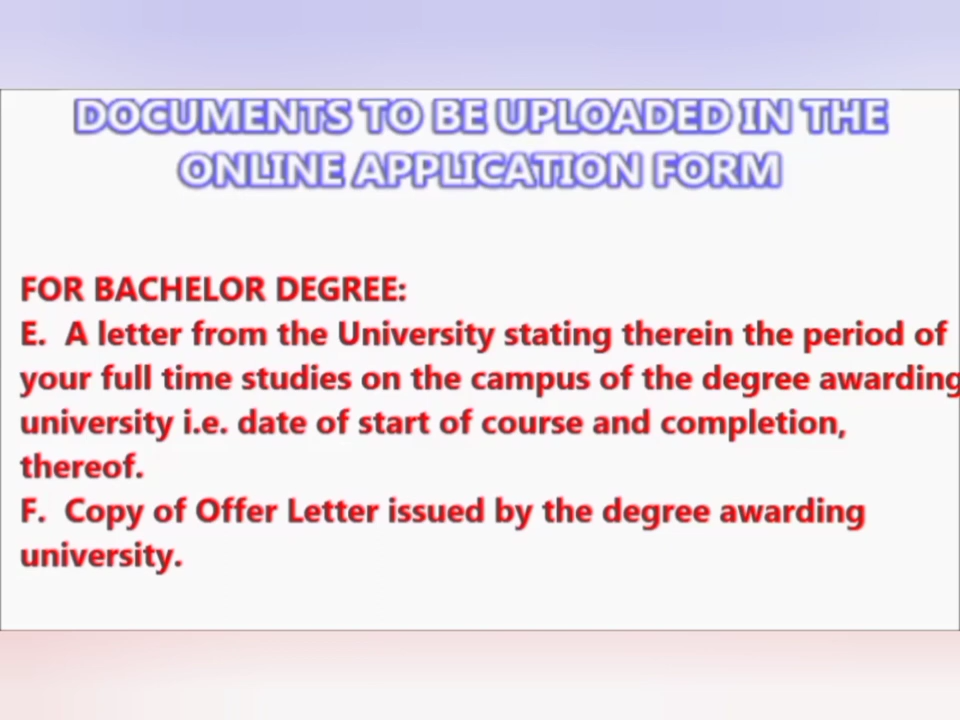 DOCUMENTS TO BE UPLOADED IN THE
ONLINE APPLICATION FORM
FOR BACHELOR DEGREE:
E. A letter from the University stating therein the period of
your full time studies on the campus of the degree awarding
university i.e. date of start of course and completion,
thereof.
F. Copy of Offer Letter issued by the degree awarding
university.